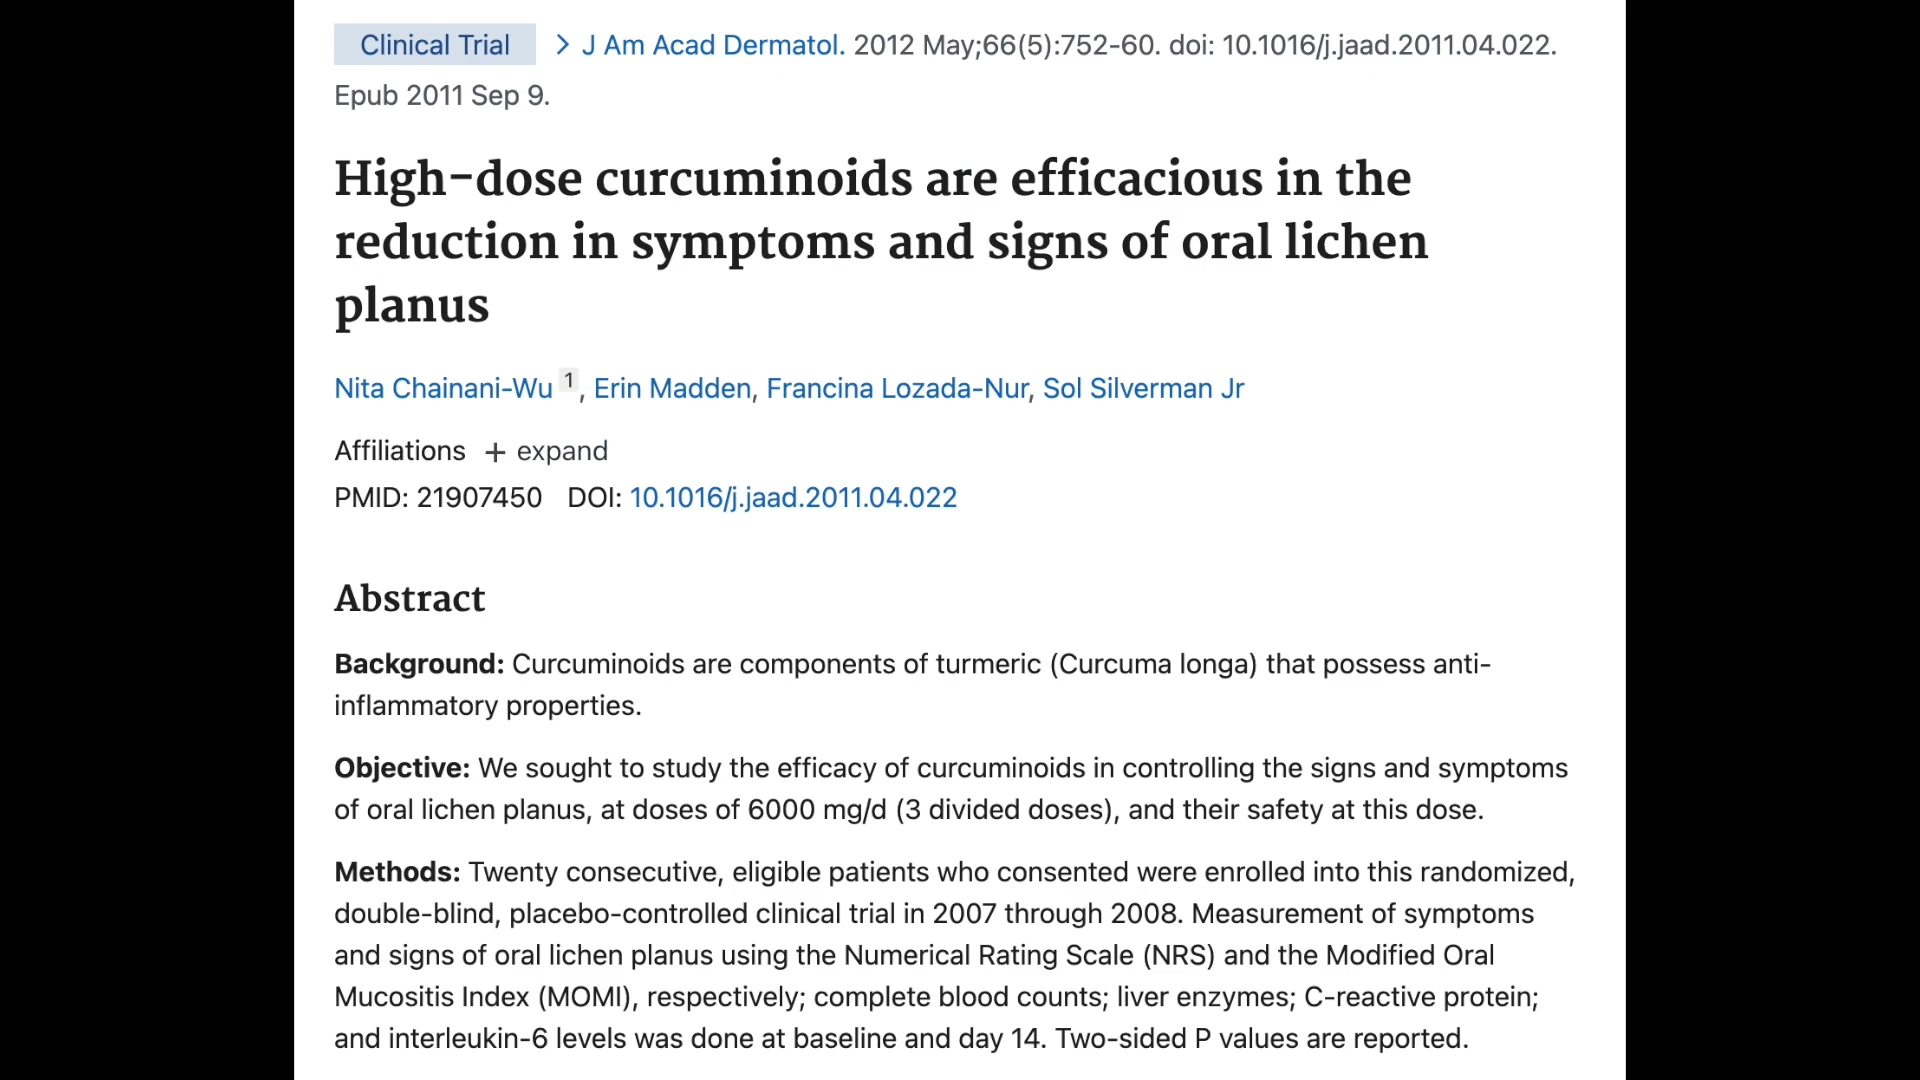 Clinical Trial > J Am Acad Dermatol. 2012 May;66(5):752-60. doi: 10.1016/j.jaad.2011.04.022.
Epub 2011 Sep 9.
High-dose curcuminoids are efficacious in the
reduction in symptoms and signs of oral lichen
planus
Nita Chainani-Wu 1, Erin Madden, Francina Lozada-Nur, Sol Silverman Jr
Affiliations + expand
PMID: 21907450 DOI: 10.1016/j.jaad.2011.04.022
Abstract
Background: Curcuminoids are components of turmeric (Curcuma longa) that possess anti-
inflammatory properties.
Objective: We sought to study the efficacy of curcuminoids in controlling the signs and symptoms
of oral lichen planus, at doses of 6000 mg/d (3 divided doses), and their safety at this dose.
Methods: Twenty consecutive, eligible patients who consented were enrolled into this randomized,
double-blind, placebo-controlled clinical trial in 2007 through 2008. Measurement of symptoms
and signs of oral lichen planus using the Numerical Rating Scale (NRS) and the Modified Oral
Mucositis Index (MOMI), respectively; complete blood counts; liver enzymes; C-reactive protein;
and interleukin-6 levels was done at baseline and day 14. Two-sided P values are reported.